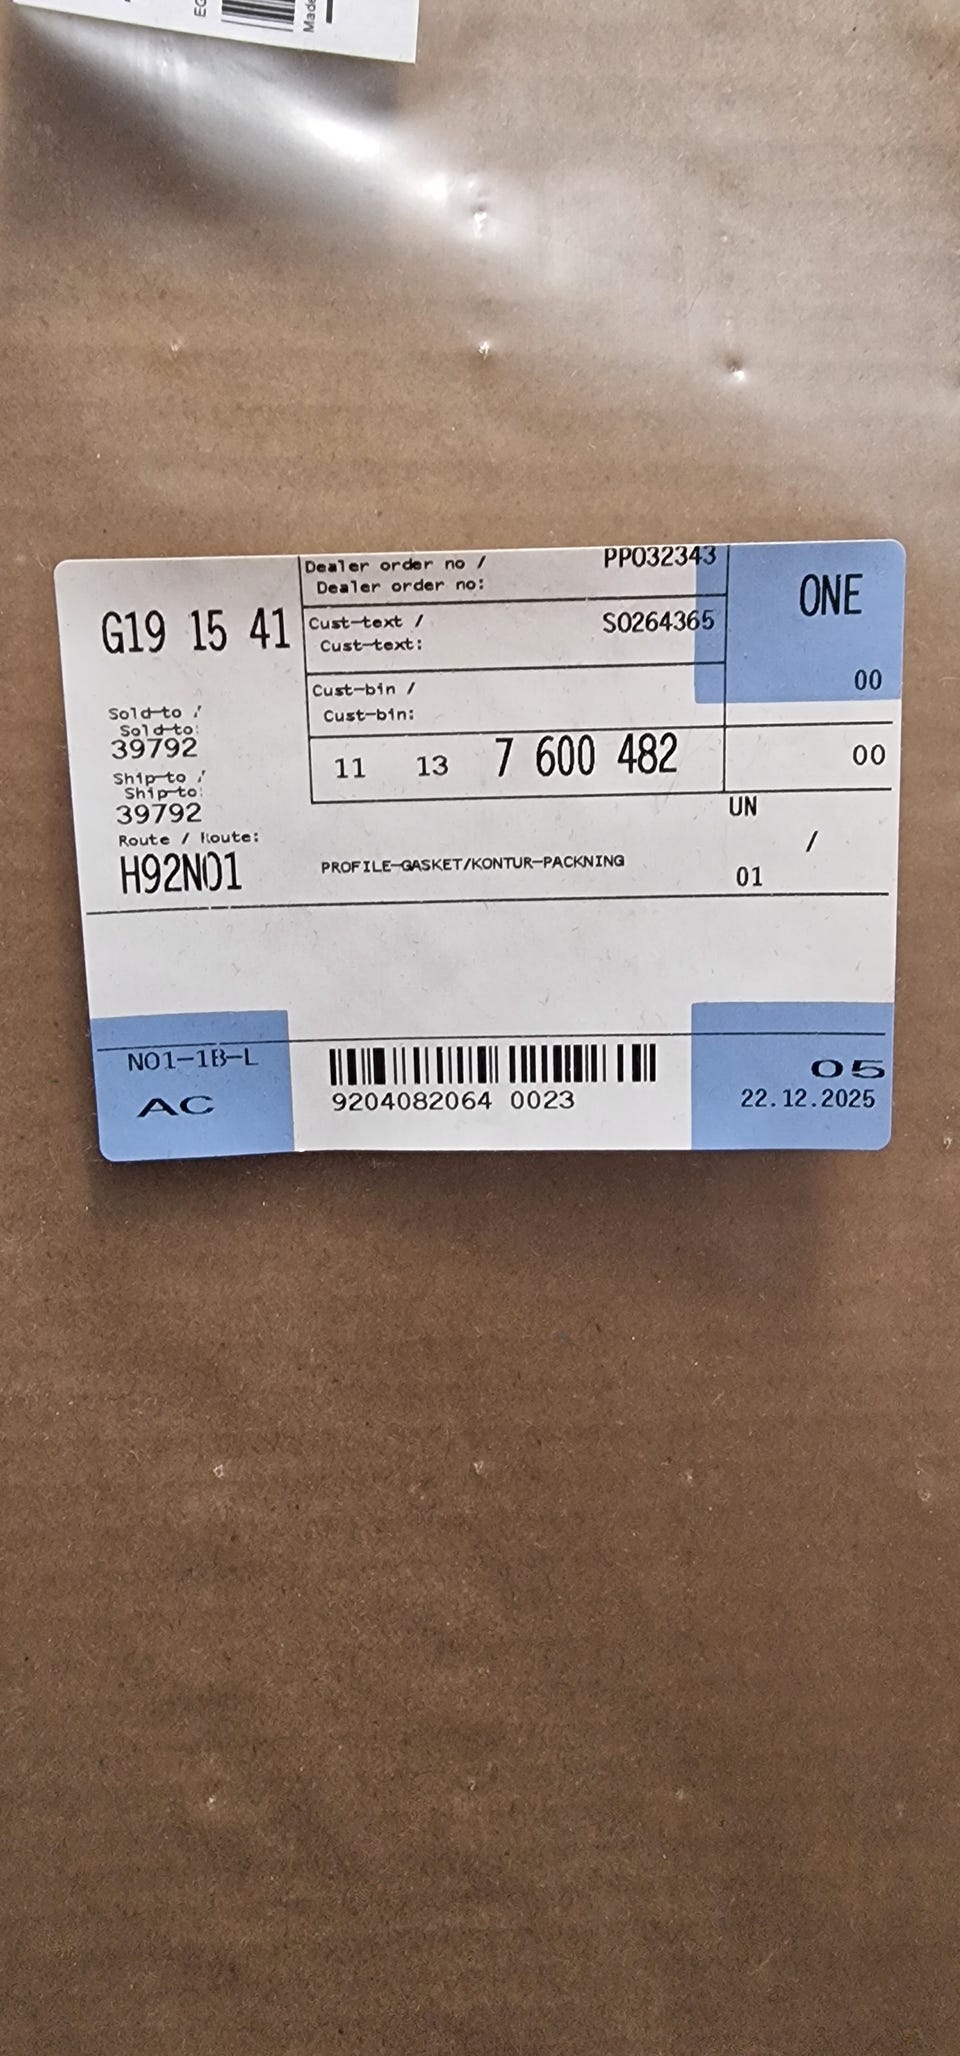 EC
Made
G19 15 41
Dealer order no /
Dealer order no:
PP032343
ONE
Cust-text /
Cust-text:
S0264365
00
Cust-bin /
Cust-bin:
Sold-to /
Sold-to:
39792
11 13 7 600 482
00
Ship-to /
Ship-to:
39792
UN
/
Route / Route:
H92N01
PROFILE-GASKET/KONTUR-PACKNING
01
N01-1B-L
AC
9204082064 0023
05
22.12.2025